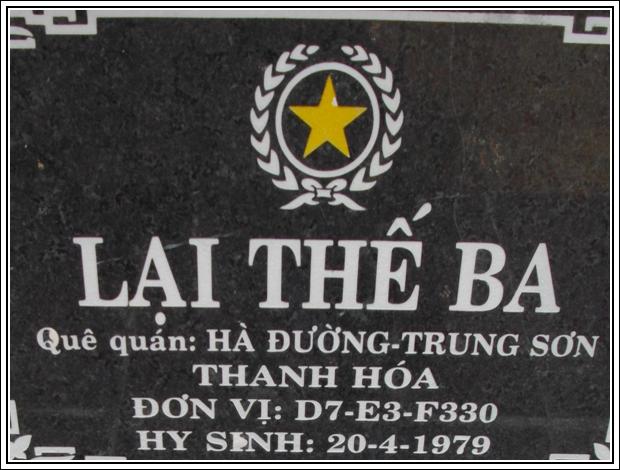 LẠI THẾ BA
Quê quán: HÀ ĐƯỜNG-TRUNG SƠN
THANH HÓA
ĐƠN VỊ: D7-E3-F330
HY SINH: 20-4-1979